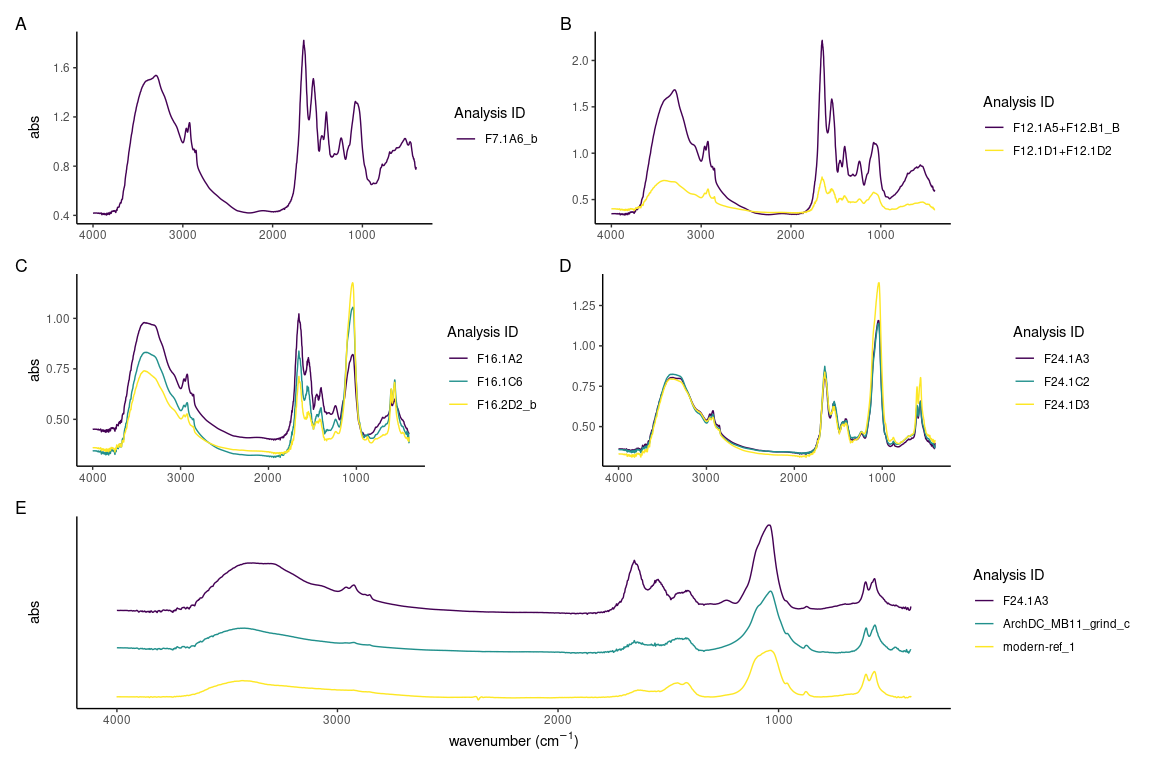 A
abs
1.6
1.2
0.8
0.4
4000 3000 2000 1000
Analysis ID
F7.1A6_b
B
2.0
1.5
1.0
0.5
4000 3000 2000 1000
Analysis ID
F12.1A5+F12.B1_B
F12.1D1+F12.1D2
C
abs
1.00
0.75
0.50
4000 3000 2000 1000
Analysis ID
F16.1A2
F16.1C6
F16.2D2_b
D
1.25
1.00
0.75
0.50
4000 3000 2000 1000
Analysis ID
F24.1A3
F24.1C2
F24.1D3
E
abs
4000 3000 2000 1000
wavenumber (cm⁻¹)
Analysis ID
F24.1A3
ArchDC_MB11_grind_c
modern-ref_1